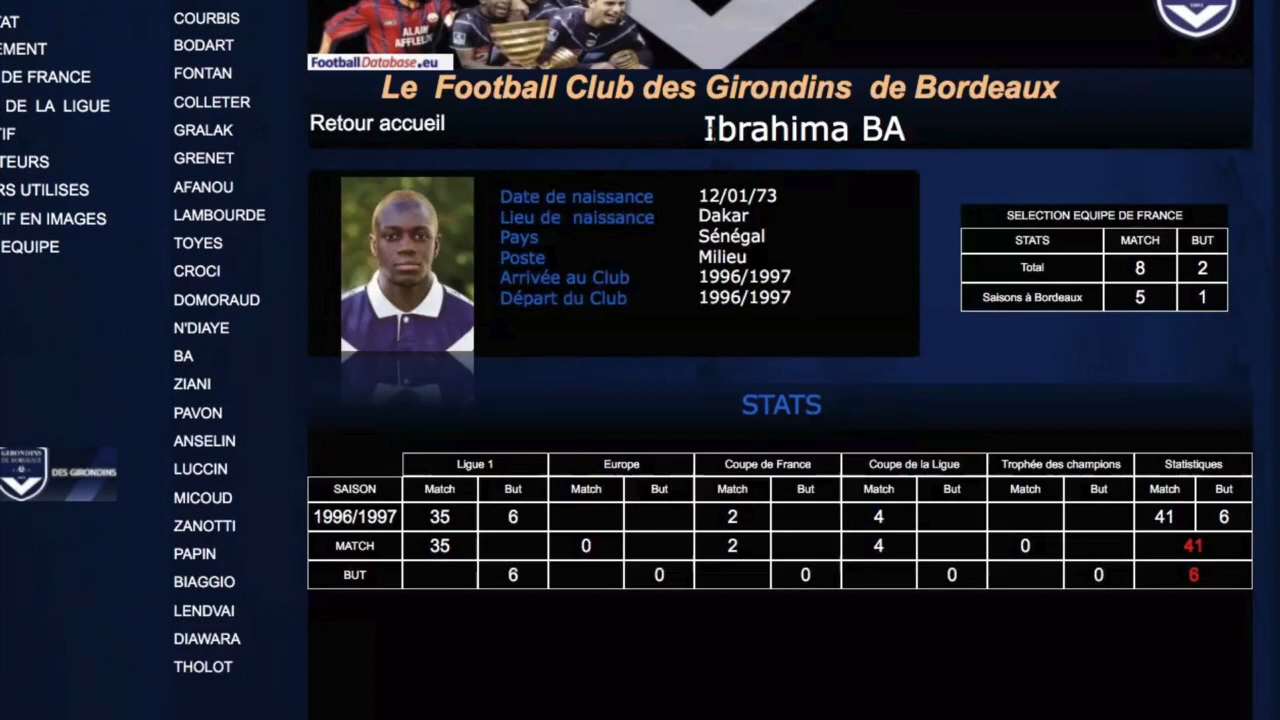 TAT
EMENT
DE FRANCE
DE LA LIGUE
TIF
TEURS
RS UTILISES
TIF EN IMAGES
EQUIPE
GIRONDINS
DE BORDEAUX
DES GIRONDINS
COURBIS
BODART
FONTAN
COLLETER
GRALAK
GRENET
AFANOU
LAMBOURDE
TOYES
CROCI
DOMORAUD
N'DIAYE
BA
ZIANI
PAVON
ANSELIN
LUCCIN
MICOUD
ZANOTTI
PAPIN
BIAGGIO
LENDVAI
DIAWARA
THOLOT
ALAIN
AFFLELOU
FootballDatabase.eu
Le Football Club des Girondins de Bordeaux
Retour accueil
Ibrahima BA
Date de naissance 12/01/73
Lieu de naissance Dakar
Pays Sénégal
Poste Milieu
Arrivée au Club 1996/1997
Départ du Club 1996/1997
SELECTION EQUIPE DE FRANCE
STATS MATCH BUT
Total 8 2
Saisons à Bordeaux 5 1
STATS
Ligue 1 Europe Coupe de France Coupe de la Ligue Trophée des champions Statistiques
SAISON Match But Match But Match But Match But Match But Match But
1996/1997 35 6 2 4 41 6
MATCH 35 0 2 4 0 41
BUT 6 0 0 0 0 6